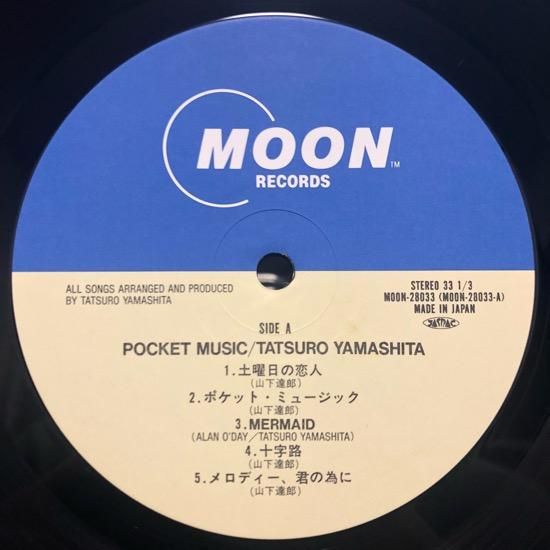 MOON™
RECORDS
ALL SONGS ARRANGED AND PRODUCED
BY TATSURO YAMASHITA
STEREO 33 1/3
MOON-28033 (MOON-28033-A)
MADE IN JAPAN
JASRAC
SIDE A
POCKET MUSIC/TATSURO YAMASHITA
1.土曜日の恋人
(山下達郎)
2.ポケット・ミュージック
(山下達郎)
3.MERMAID
(ALAN O'DAY/TATSURO YAMASHITA)
4.十字路
(山下達郎)
5.メロディー、君の為に
(山下達郎)